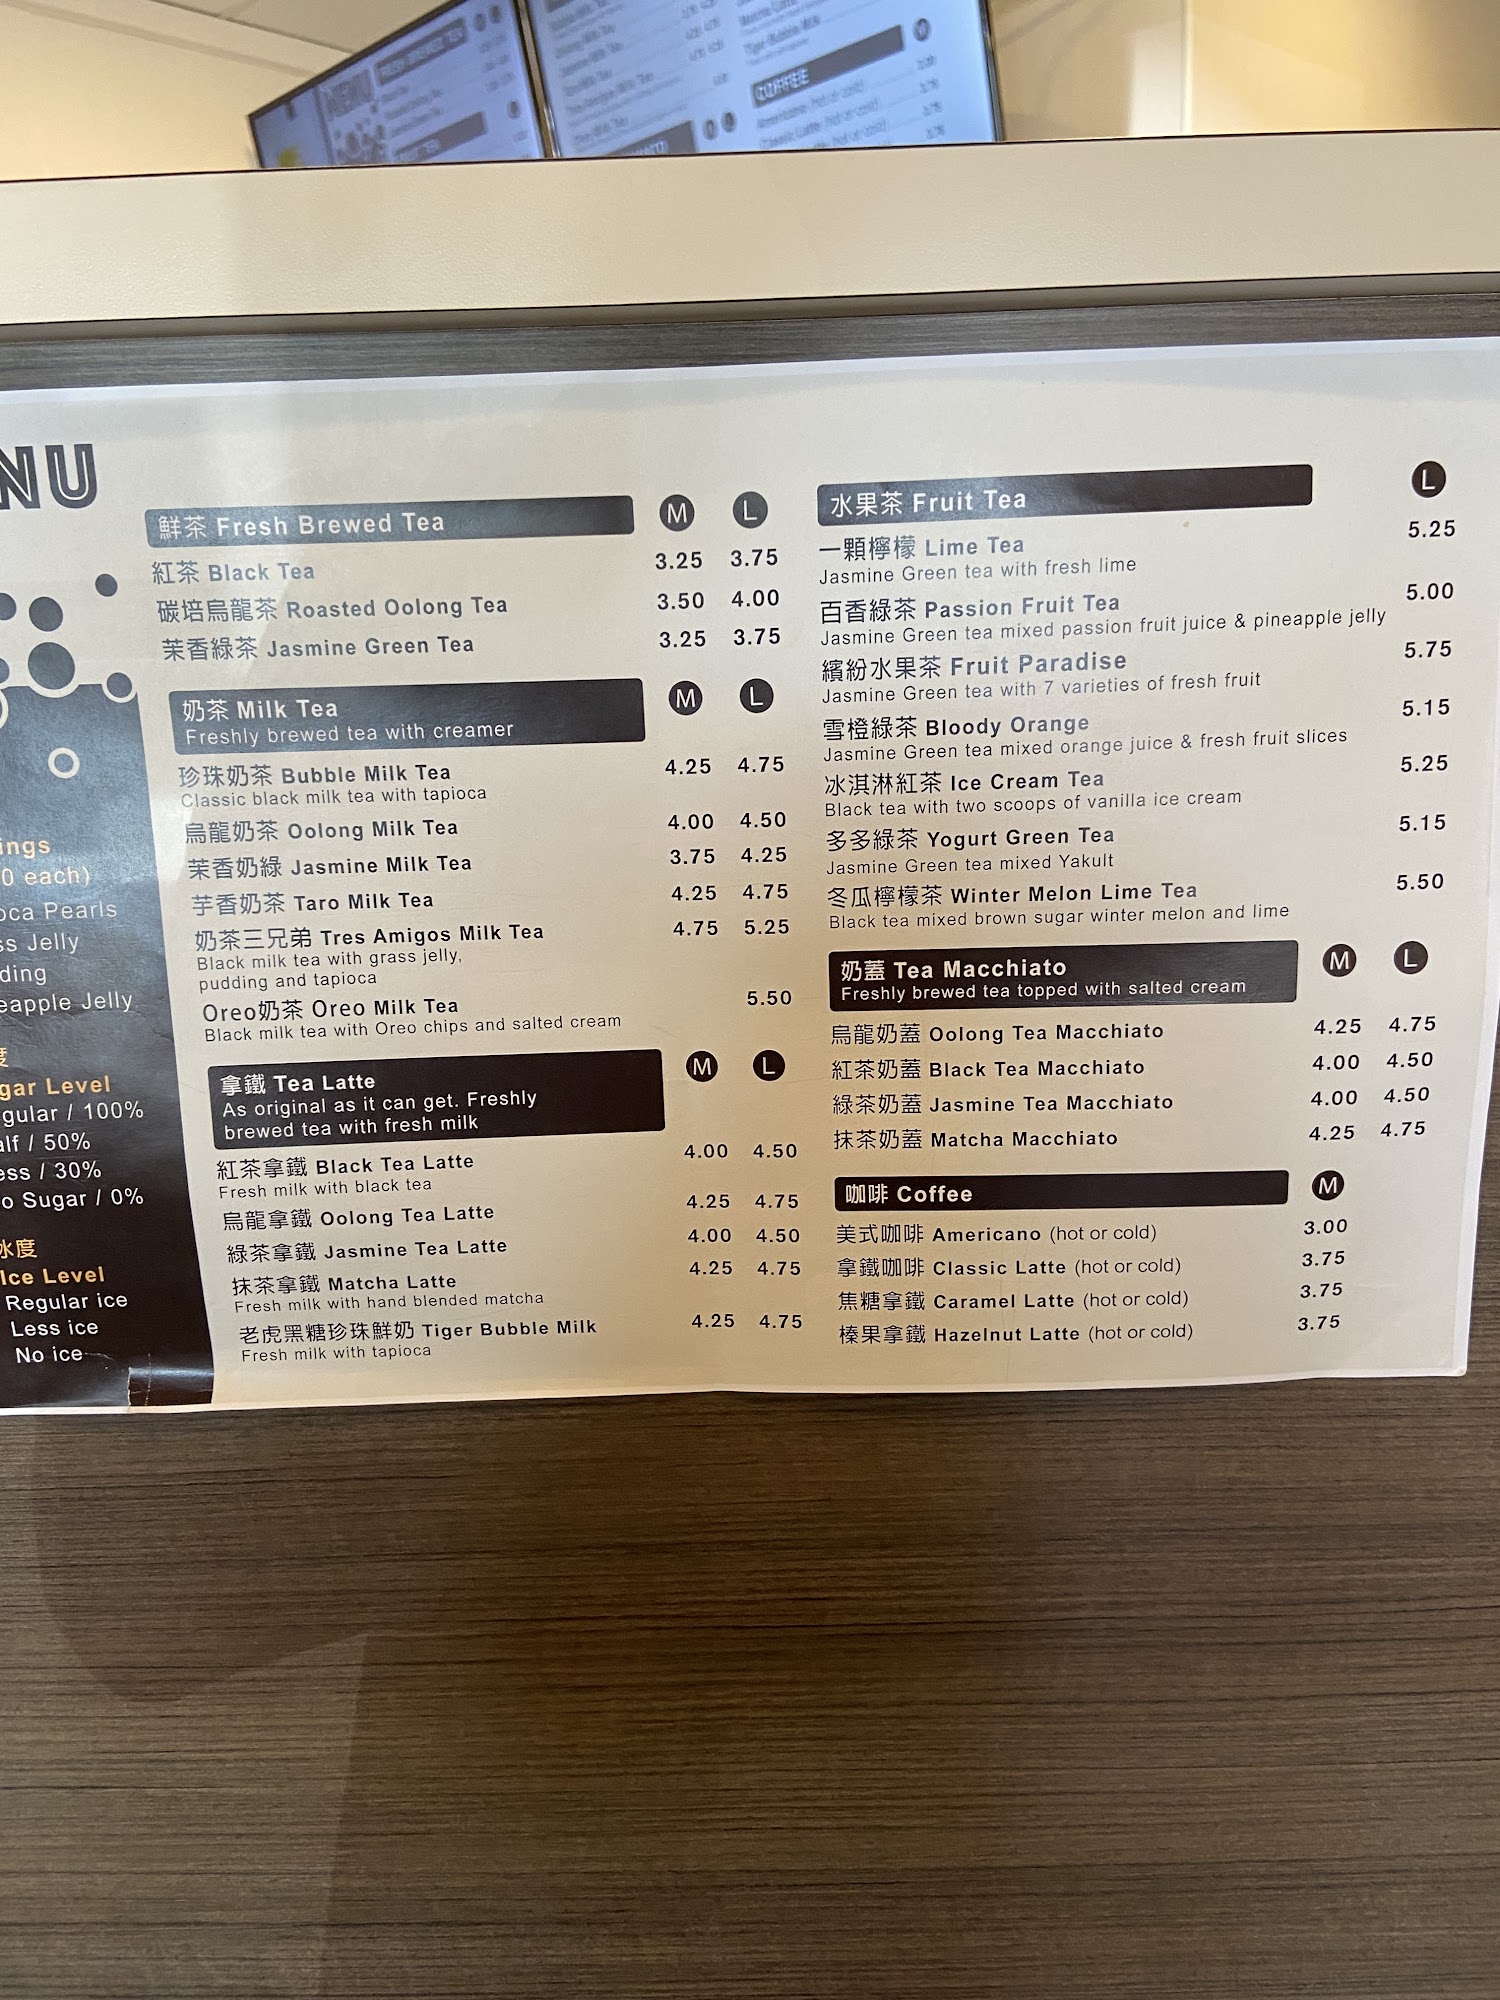 MENU
COFFEE
NU
ings
0 each)
oca Pearls
ss Jelly
ding
eapple Jelly
度
gar Level
gular / 100%
alf / 50%
ess / 30%
o Sugar / 0%
冰度
Ice Level
Regular ice
Less ice
No ice
鮮茶 Fresh Brewed Tea M L
紅茶 Black Tea 3.25 3.75
碳培烏龍茶 Roasted Oolong Tea 3.50 4.00
茉香綠茶 Jasmine Green Tea 3.25 3.75
奶茶 Milk Tea M L
Freshly brewed tea with creamer
珍珠奶茶 Bubble Milk Tea 4.25 4.75
Classic black milk tea with tapioca
烏龍奶茶 Oolong Milk Tea 4.00 4.50
茉香奶綠 Jasmine Milk Tea 3.75 4.25
芋香奶茶 Taro Milk Tea 4.25 4.75
奶茶三兄弟 Tres Amigos Milk Tea 4.75 5.25
Black milk tea with grass jelly,
pudding and tapioca
Oreo奶茶 Oreo Milk Tea 5.50
Black milk tea with Oreo chips and salted cream
拿鐵 Tea Latte M L
As original as it can get. Freshly
brewed tea with fresh milk
紅茶拿鐵 Black Tea Latte 4.00 4.50
Fresh milk with black tea
烏龍拿鐵 Oolong Tea Latte 4.25 4.75
綠茶拿鐵 Jasmine Tea Latte 4.00 4.50
抹茶拿鐵 Matcha Latte 4.25 4.75
Fresh milk with hand blended matcha
老虎黑糖珍珠鮮奶 Tiger Bubble Milk 4.25 4.75
Fresh milk with tapioca
水果茶 Fruit Tea L
一顆檸檬 Lime Tea 5.25
Jasmine Green tea with fresh lime
百香綠茶 Passion Fruit Tea 5.00
Jasmine Green tea mixed passion fruit juice & pineapple jelly
繽紛水果茶 Fruit Paradise 5.75
Jasmine Green tea with 7 varieties of fresh fruit
雪橙綠茶 Bloody Orange 5.15
Jasmine Green tea mixed orange juice & fresh fruit slices
冰淇淋紅茶 Ice Cream Tea 5.25
Black tea with two scoops of vanilla ice cream
多多綠茶 Yogurt Green Tea 5.15
Jasmine Green tea mixed Yakult
冬瓜檸檬茶 Winter Melon Lime Tea 5.50
Black tea mixed brown sugar winter melon and lime
奶蓋 Tea Macchiato M L
Freshly brewed tea topped with salted cream
烏龍奶蓋 Oolong Tea Macchiato 4.25 4.75
紅茶奶蓋 Black Tea Macchiato 4.00 4.50
綠茶奶蓋 Jasmine Tea Macchiato 4.00 4.50
抹茶奶蓋 Matcha Macchiato 4.25 4.75
咖啡 Coffee M
美式咖啡 Americano (hot or cold) 3.00
拿鐵咖啡 Classic Latte (hot or cold) 3.75
焦糖拿鐵 Caramel Latte (hot or cold) 3.75
榛果拿鐵 Hazelnut Latte (hot or cold) 3.75